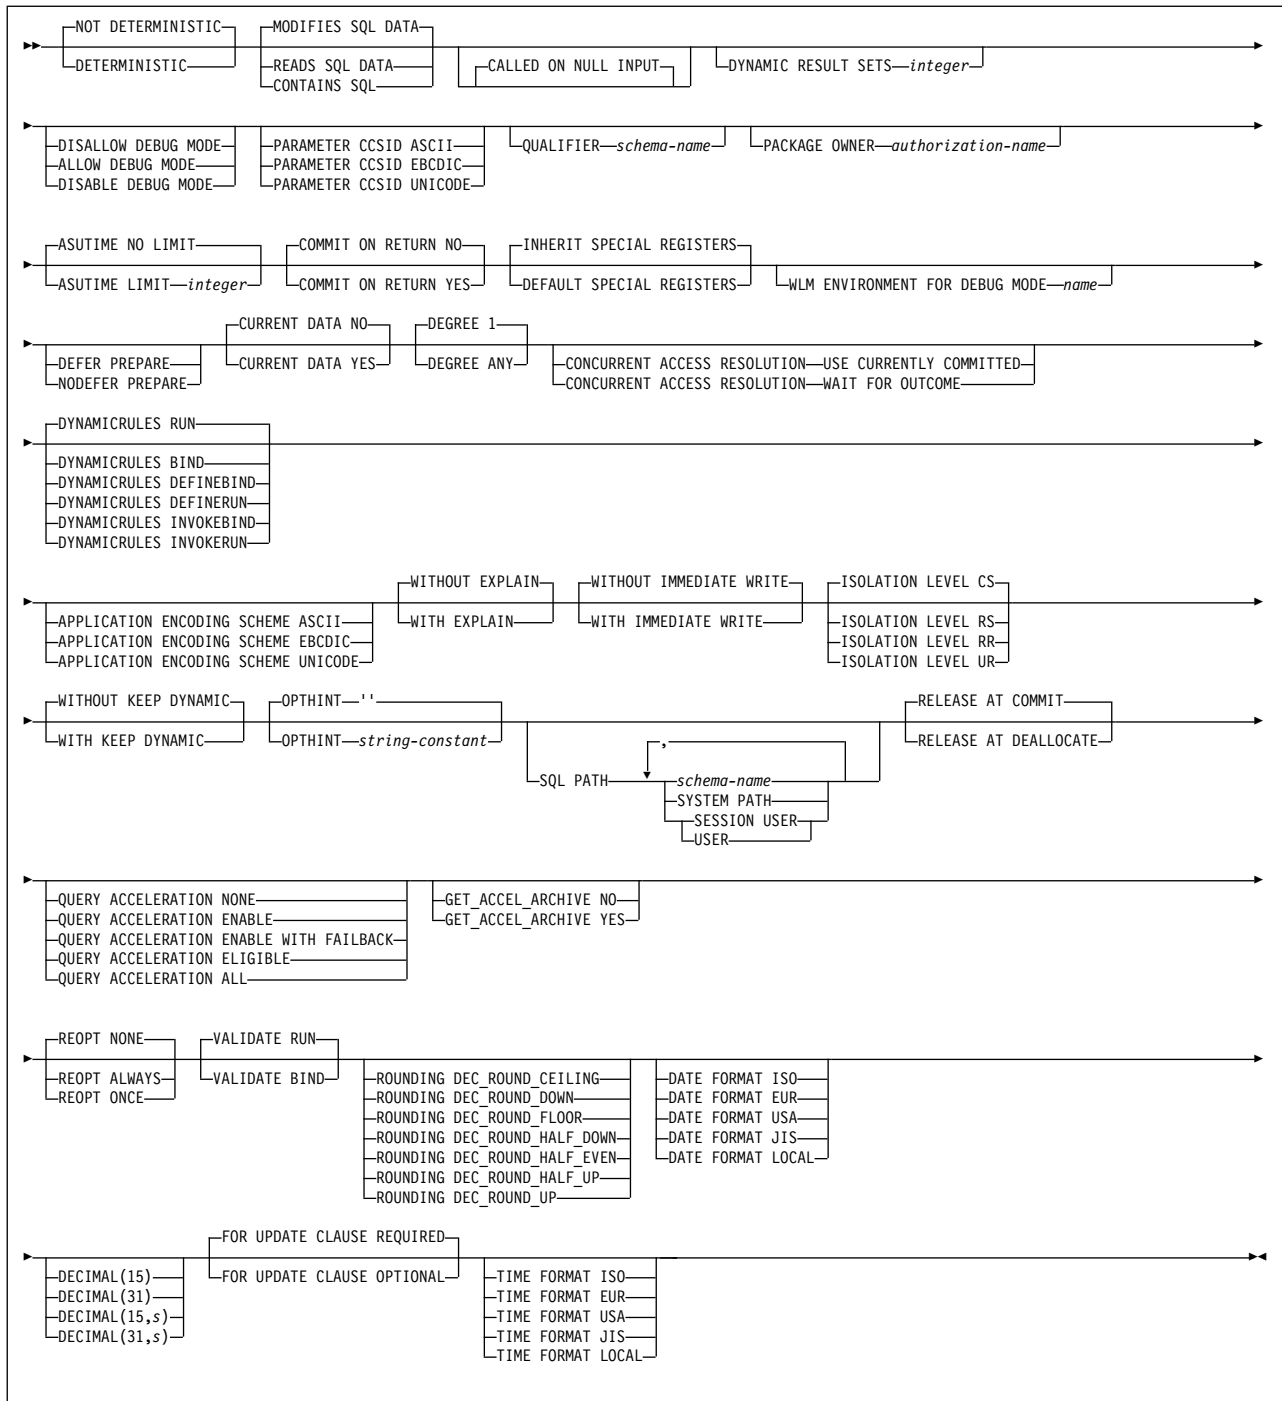 NOT DETERMINISTIC MODIFIES SQL DATA
DETERMINISTIC READS SQL DATA CALLED ON NULL INPUT DYNAMIC RESULT SETS integer
CONTAINS SQL
DISALLOW DEBUG MODE PARAMETER CCSID ASCII QUALIFIER schema-name PACKAGE OWNER authorization-name
ALLOW DEBUG MODE PARAMETER CCSID EBCDIC
DISABLE DEBUG MODE PARAMETER CCSID UNICODE
ASUTIME NO LIMIT COMMIT ON RETURN NO INHERIT SPECIAL REGISTERS
ASUTIME LIMIT integer COMMIT ON RETURN YES DEFAULT SPECIAL REGISTERS WLM ENVIRONMENT FOR DEBUG MODE name
CURRENT DATA NO DEGREE 1
DEFER PREPARE CURRENT DATA YES DEGREE ANY CONCURRENT ACCESS RESOLUTION USE CURRENTLY COMMITTED
NODEFER PREPARE CONCURRENT ACCESS RESOLUTION WAIT FOR OUTCOME
DYNAMICRULES RUN
DYNAMICRULES BIND
DYNAMICRULES DEFINEBIND
DYNAMICRULES DEFINERUN
DYNAMICRULES INVOKEBIND
DYNAMICRULES INVOKERUN
WITHOUT EXPLAIN WITHOUT IMMEDIATE WRITE ISOLATION LEVEL CS
APPLICATION ENCODING SCHEME ASCII WITH EXPLAIN WITH IMMEDIATE WRITE ISOLATION LEVEL RS
APPLICATION ENCODING SCHEME EBCDIC ISOLATION LEVEL RR
APPLICATION ENCODING SCHEME UNICODE ISOLATION LEVEL UR
WITHOUT KEEP DYNAMIC OPTHINT '' RELEASE AT COMMIT
WITH KEEP DYNAMIC OPTHINT string-constant , RELEASE AT DEALLOCATE
SQL PATH schema-name
SYSTEM PATH
SESSION USER
USER
QUERY ACCELERATION NONE GET_ACCEL_ARCHIVE NO
QUERY ACCELERATION ENABLE GET_ACCEL_ARCHIVE YES
QUERY ACCELERATION ENABLE WITH FAILBACK
QUERY ACCELERATION ELIGIBLE
QUERY ACCELERATION ALL
REOPT NONE VALIDATE RUN
REOPT ALWAYS VALIDATE BIND ROUNDING DEC_ROUND_CEILING DATE FORMAT ISO
REOPT ONCE ROUNDING DEC_ROUND_DOWN DATE FORMAT EUR
ROUNDING DEC_ROUND_FLOOR DATE FORMAT USA
ROUNDING DEC_ROUND_HALF_DOWN DATE FORMAT JIS
ROUNDING DEC_ROUND_HALF_EVEN DATE FORMAT LOCAL
ROUNDING DEC_ROUND_HALF_UP
ROUNDING DEC_ROUND_UP
FOR UPDATE CLAUSE REQUIRED
DECIMAL(15) FOR UPDATE CLAUSE OPTIONAL TIME FORMAT ISO
DECIMAL(31) TIME FORMAT EUR
DECIMAL(15,s) TIME FORMAT USA
DECIMAL(31,s) TIME FORMAT JIS
TIME FORMAT LOCAL